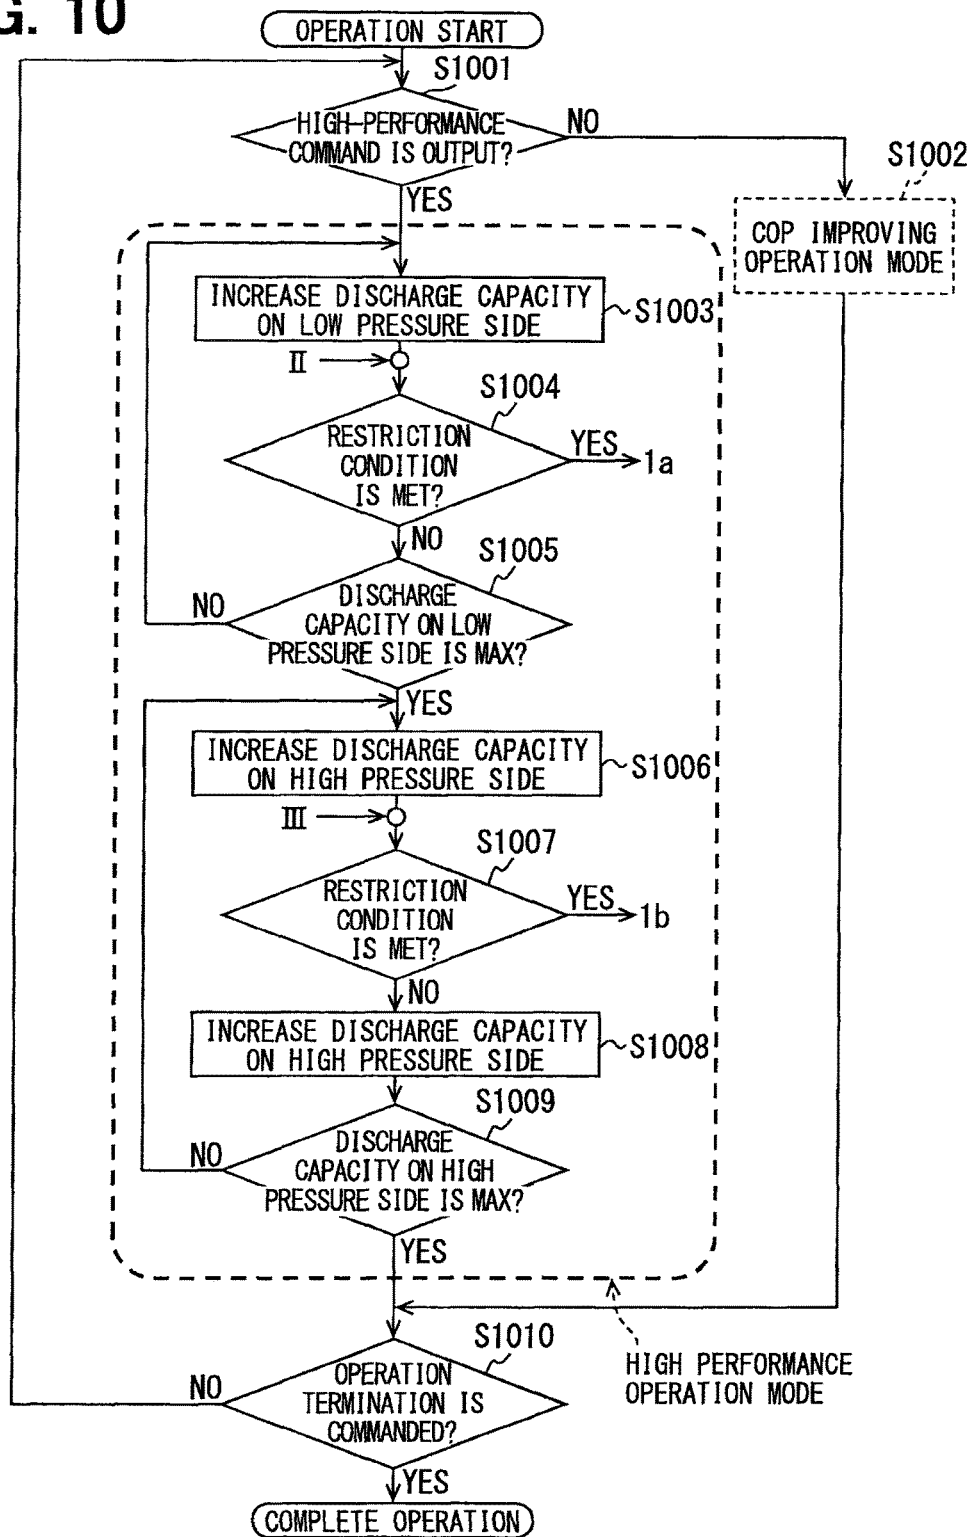 G. 10
OPERATION START
S1001
HIGH-PERFORMANCE
COMMAND IS OUTPUT?
NO
YES
S1002
COP IMPROVING
OPERATION MODE
INCREASE DISCHARGE CAPACITY
ON LOW PRESSURE SIDE
S1003
II
S1004
RESTRICTION
CONDITION
IS MET?
YES
1a
NO
S1005
DISCHARGE
CAPACITY ON LOW
PRESSURE SIDE IS MAX?
NO
YES
INCREASE DISCHARGE CAPACITY
ON HIGH PRESSURE SIDE
S1006
III
S1007
RESTRICTION
CONDITION
IS MET?
YES
1b
NO
INCREASE DISCHARGE CAPACITY
ON HIGH PRESSURE SIDE
S1008
S1009
DISCHARGE
CAPACITY ON HIGH
PRESSURE SIDE IS MAX?
NO
YES
HIGH PERFORMANCE
OPERATION MODE
S1010
OPERATION
TERMINATION IS
COMMANDED?
NO
YES
COMPLETE OPERATION